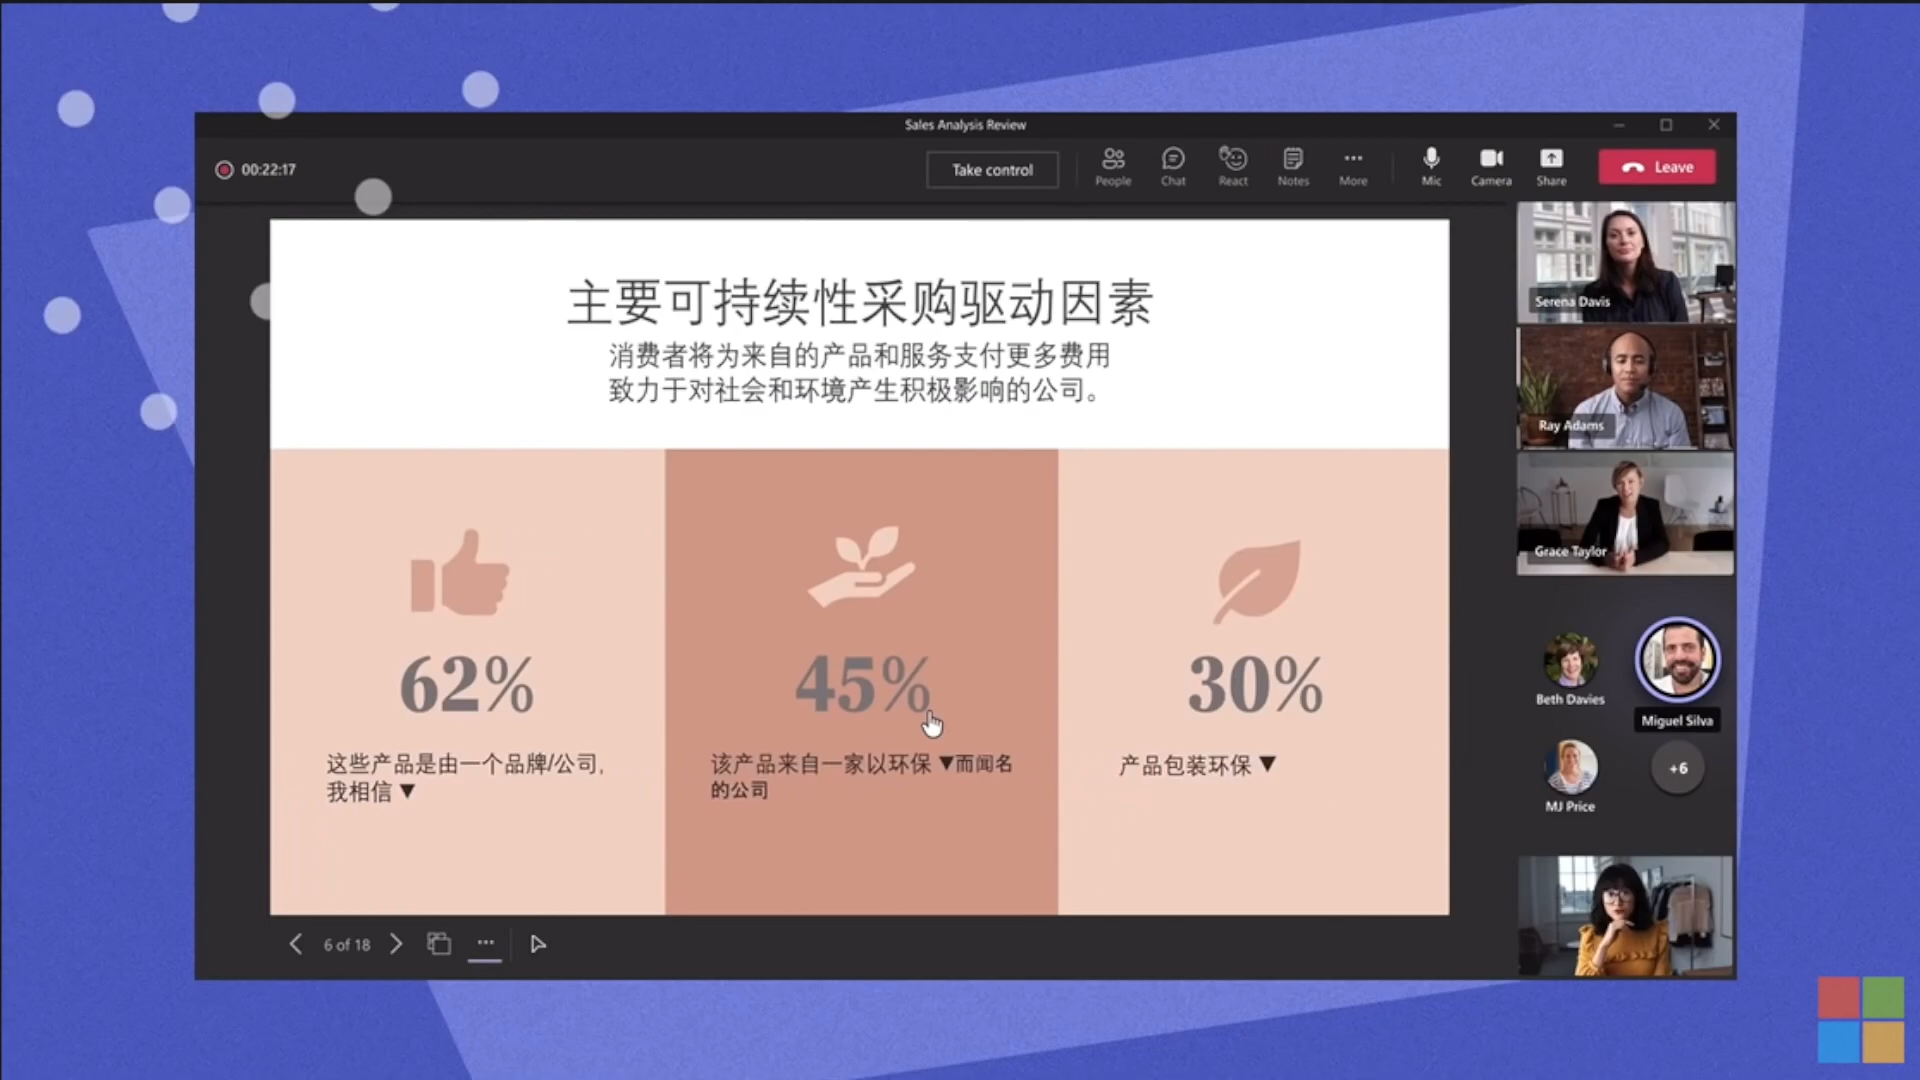 Sales Analysis Review
00:22:17
Take control
People
Chat
React
Notes
More
Mic
Camera
Share
Leave
主要可持续性采购驱动因素
消费者将为来自的产品和服务支付更多费用
致力于对社会和环境产生积极影响的公司。
62%
这些产品是由一个品牌/公司,
我相信 ▼
45%
该产品来自一家以环保 ▼而闻名
的公司
30%
产品包装环保 ▼
Serena Davis
Ray Adams
Grace Taylor
Beth Davies
Miguel Silva
MJ Price
+6
6 of 18